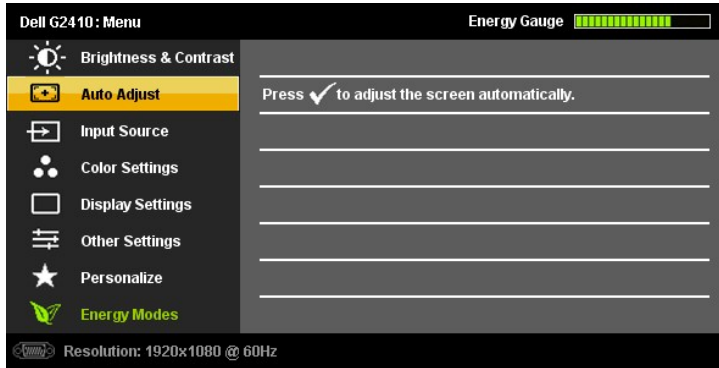 Dell G2410: Menu Energy Gauge
Brightness & Contrast
Auto Adjust Press ✓ to adjust the screen automatically.
Input Source
Color Settings
Display Settings
Other Settings
Personalize
Energy Modes
Resolution: 1920x1080 @ 60Hz